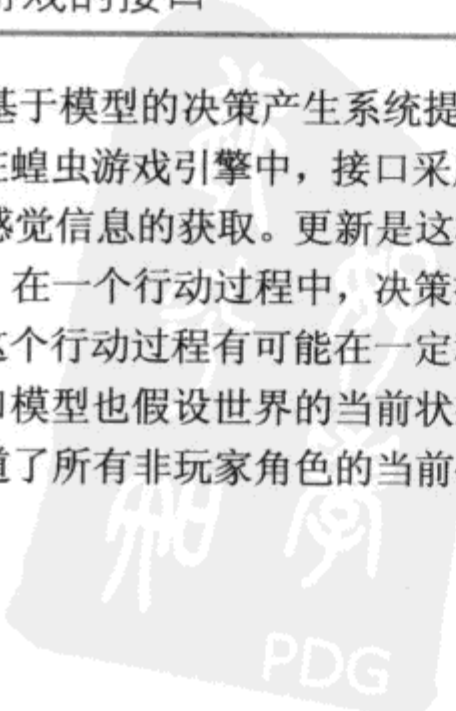 游戏的接口
基于模型的决策产生系统提
蝗虫游戏引擎中，接口采
感觉信息的获取。更新是这
在一个行动过程中，决策
这个行动过程有可能在一定
模型也假设世界的当前状
道了所有非玩家角色的当前
PDG